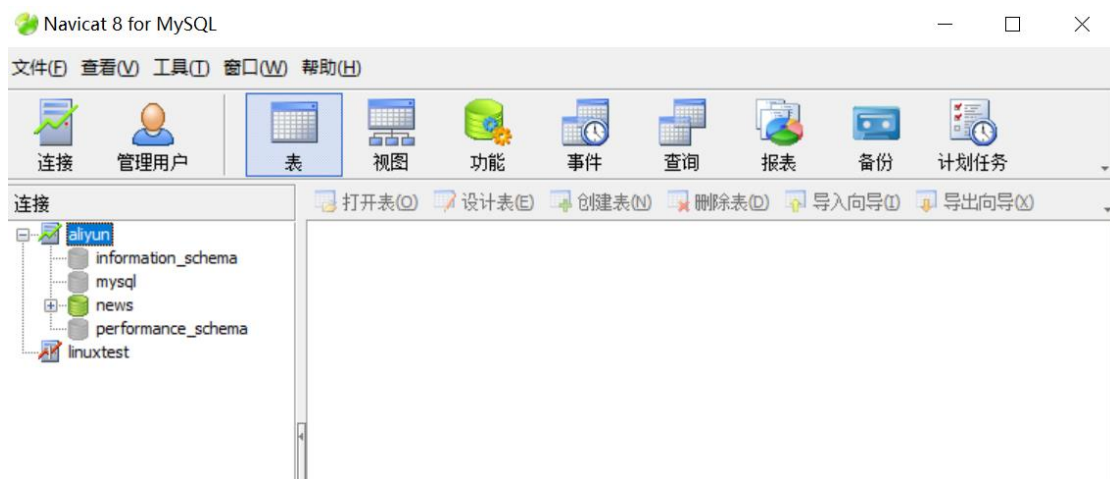 Navicat 8 for MySQL
文件(F) 查看(V) 工具(T) 窗口(W) 帮助(H)
连接 管理用户 表 视图 功能 事件 查询 报表 备份 计划任务
连接 打开表(O) 设计表(E) 创建表(N) 删除表(D) 导入向导(I) 导出向导(X)
aliyun
information_schema
mysql
news
performance_schema
linuxtest